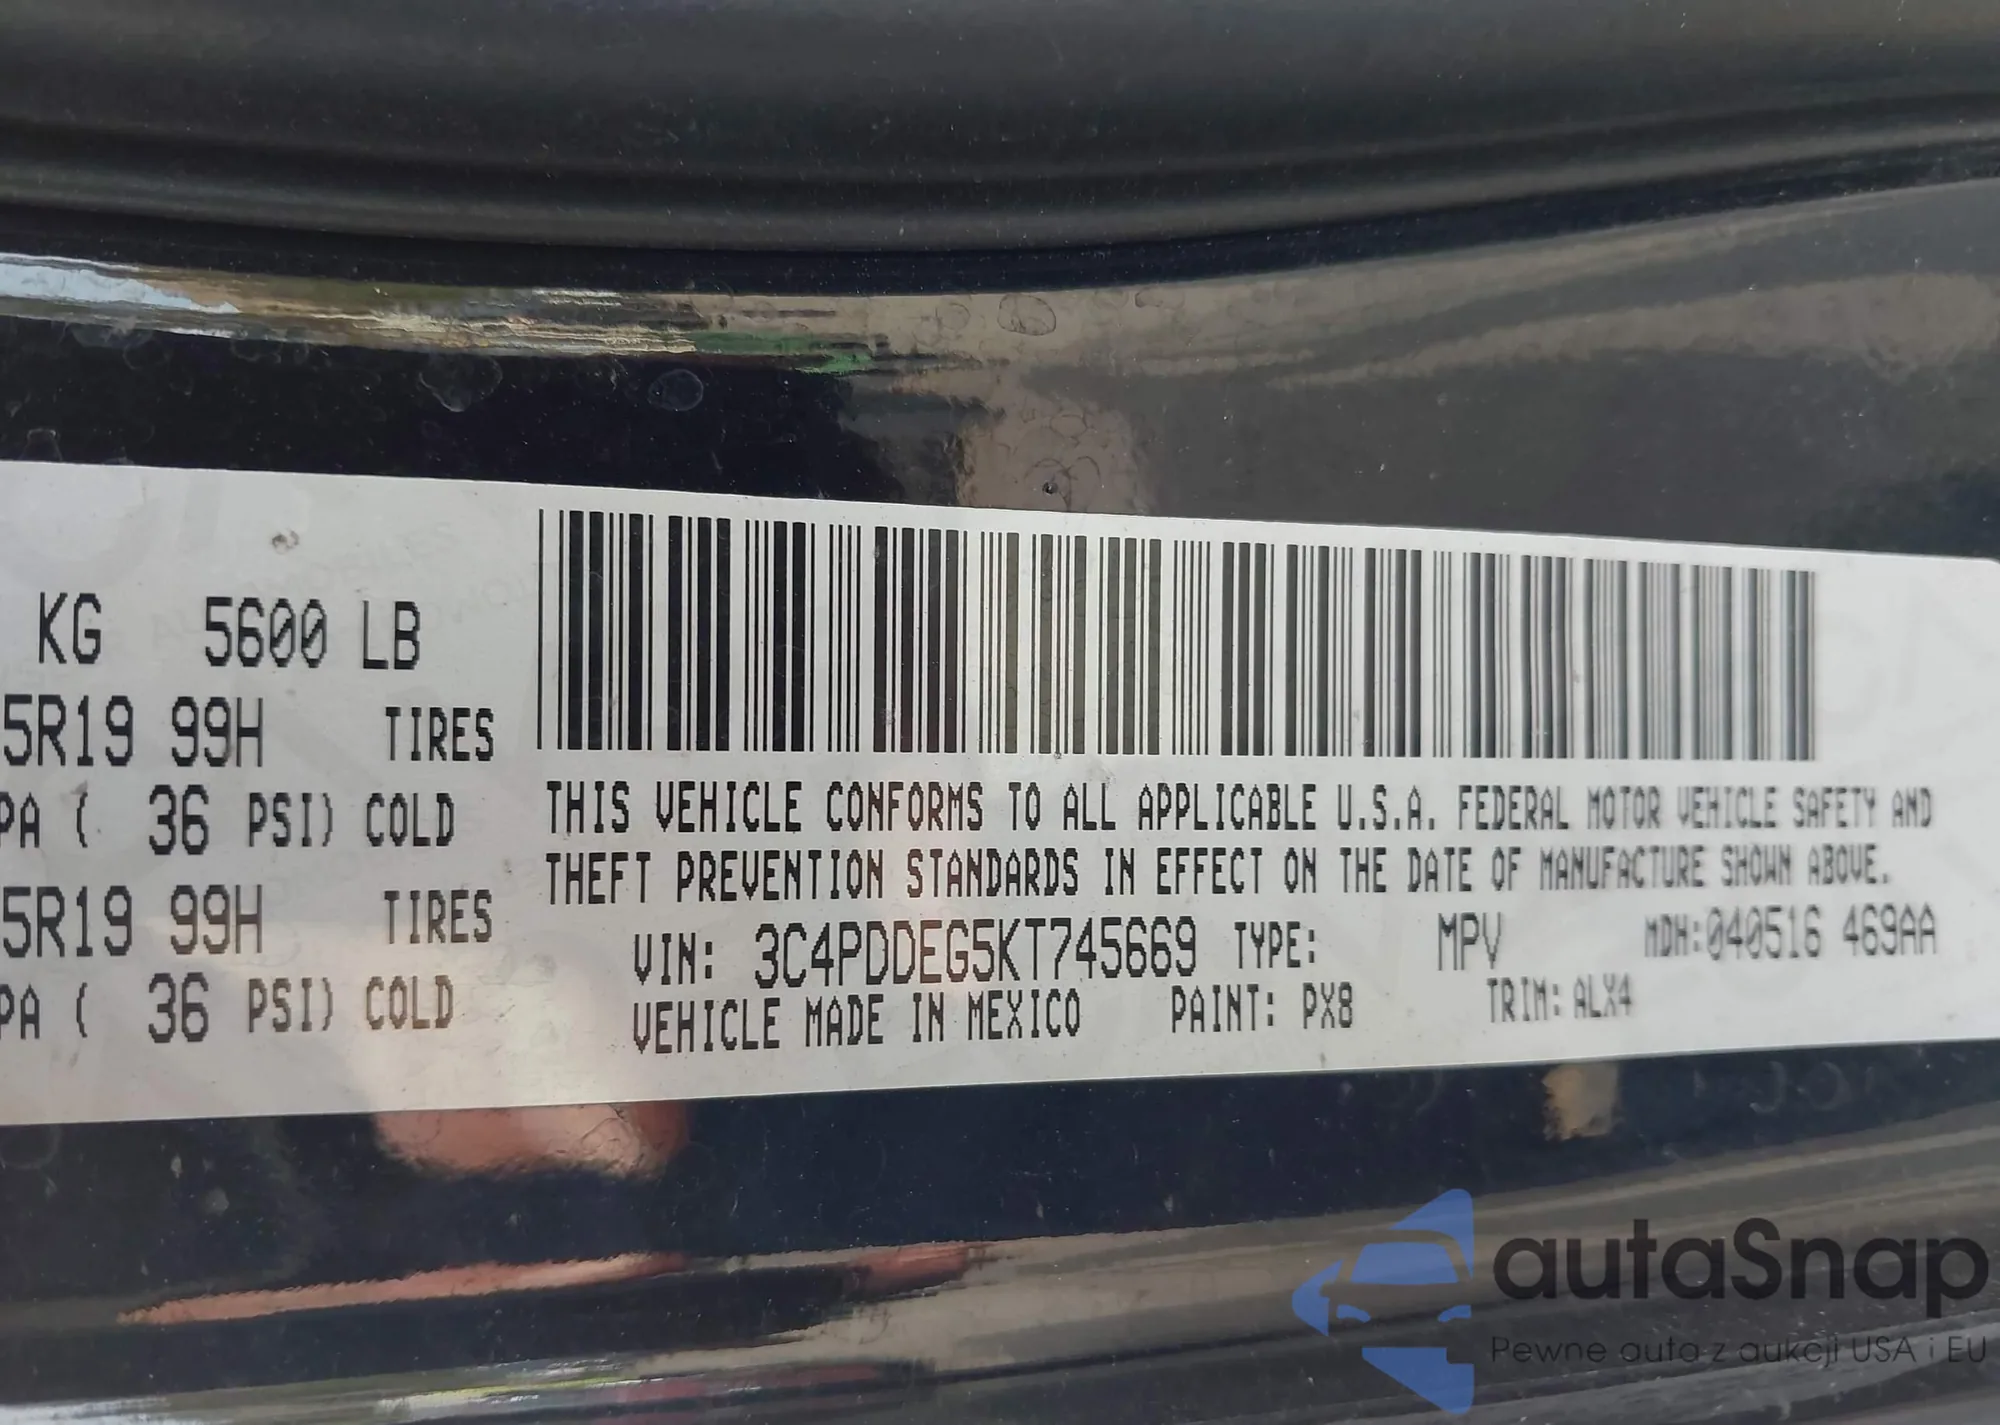 KG 5600 LB
5R19 99H TIRES
PA ( 36 PSI) COLD
5R19 99H TIRES
PA ( 36 PSI) COLD
THIS VEHICLE CONFORMS TO ALL APPLICABLE U.S.A. FEDERAL MOTOR VEHICLE SAFETY AND
THEFT PREVENTION STANDARDS IN EFFECT ON THE DATE OF MANUFACTURE SHOWN ABOVE.
VIN: 3C4PDDEG5KT745669 TYPE: MPV MDH:040516 469AA
VEHICLE MADE IN MEXICO PAINT: PX8 TRIM: ALX4
autaSnap
Pewne auta z aukcji USA i EU